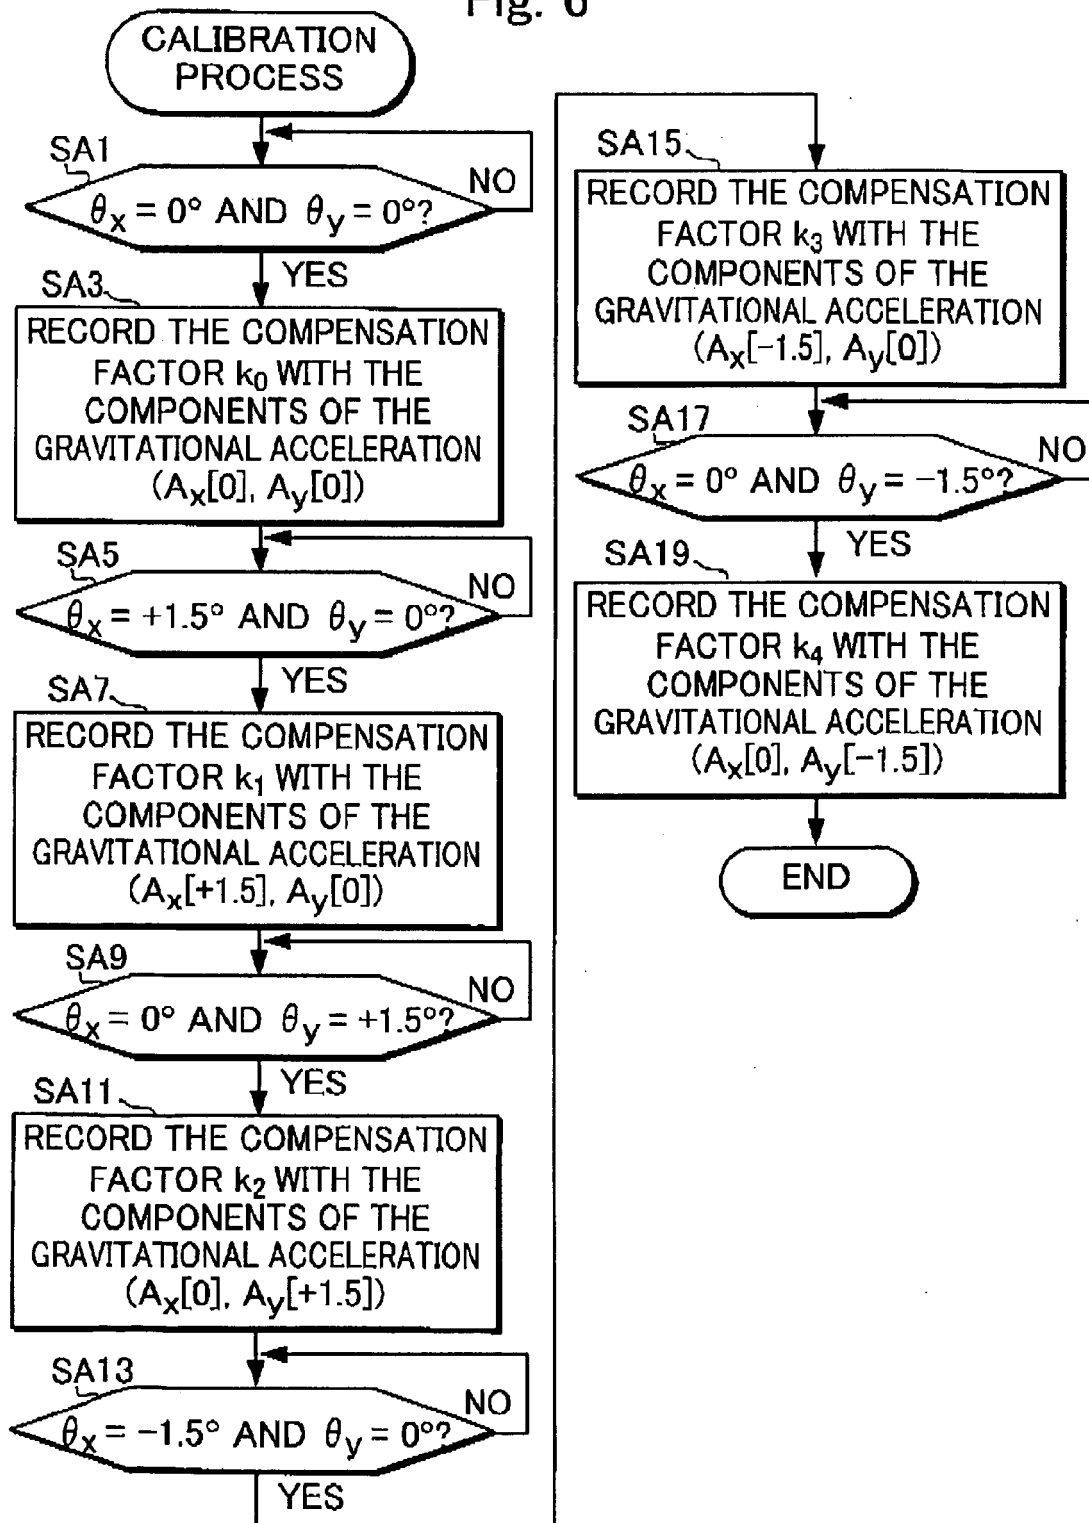 Fig. 6
CALIBRATION
PROCESS
SA1
θx = 0° AND θy = 0°?
NO
YES
SA3
RECORD THE COMPENSATION
FACTOR k0 WITH THE
COMPONENTS OF THE
GRAVITATIONAL ACCELERATION
(Ax[0], Ay[0])
SA5
θx = +1.5° AND θy = 0°?
NO
YES
SA7
RECORD THE COMPENSATION
FACTOR k1 WITH THE
COMPONENTS OF THE
GRAVITATIONAL ACCELERATION
(Ax[+1.5], Ay[0])
SA9
θx = 0° AND θy = +1.5°?
NO
YES
SA11
RECORD THE COMPENSATION
FACTOR k2 WITH THE
COMPONENTS OF THE
GRAVITATIONAL ACCELERATION
(Ax[0], Ay[+1.5])
SA13
θx = −1.5° AND θy = 0°?
NO
YES
SA15
RECORD THE COMPENSATION
FACTOR k3 WITH THE
COMPONENTS OF THE
GRAVITATIONAL ACCELERATION
(Ax[−1.5], Ay[0])
SA17
θx = 0° AND θy = −1.5°?
NO
YES
SA19
RECORD THE COMPENSATION
FACTOR k4 WITH THE
COMPONENTS OF THE
GRAVITATIONAL ACCELERATION
(Ax[0], Ay[−1.5])
END